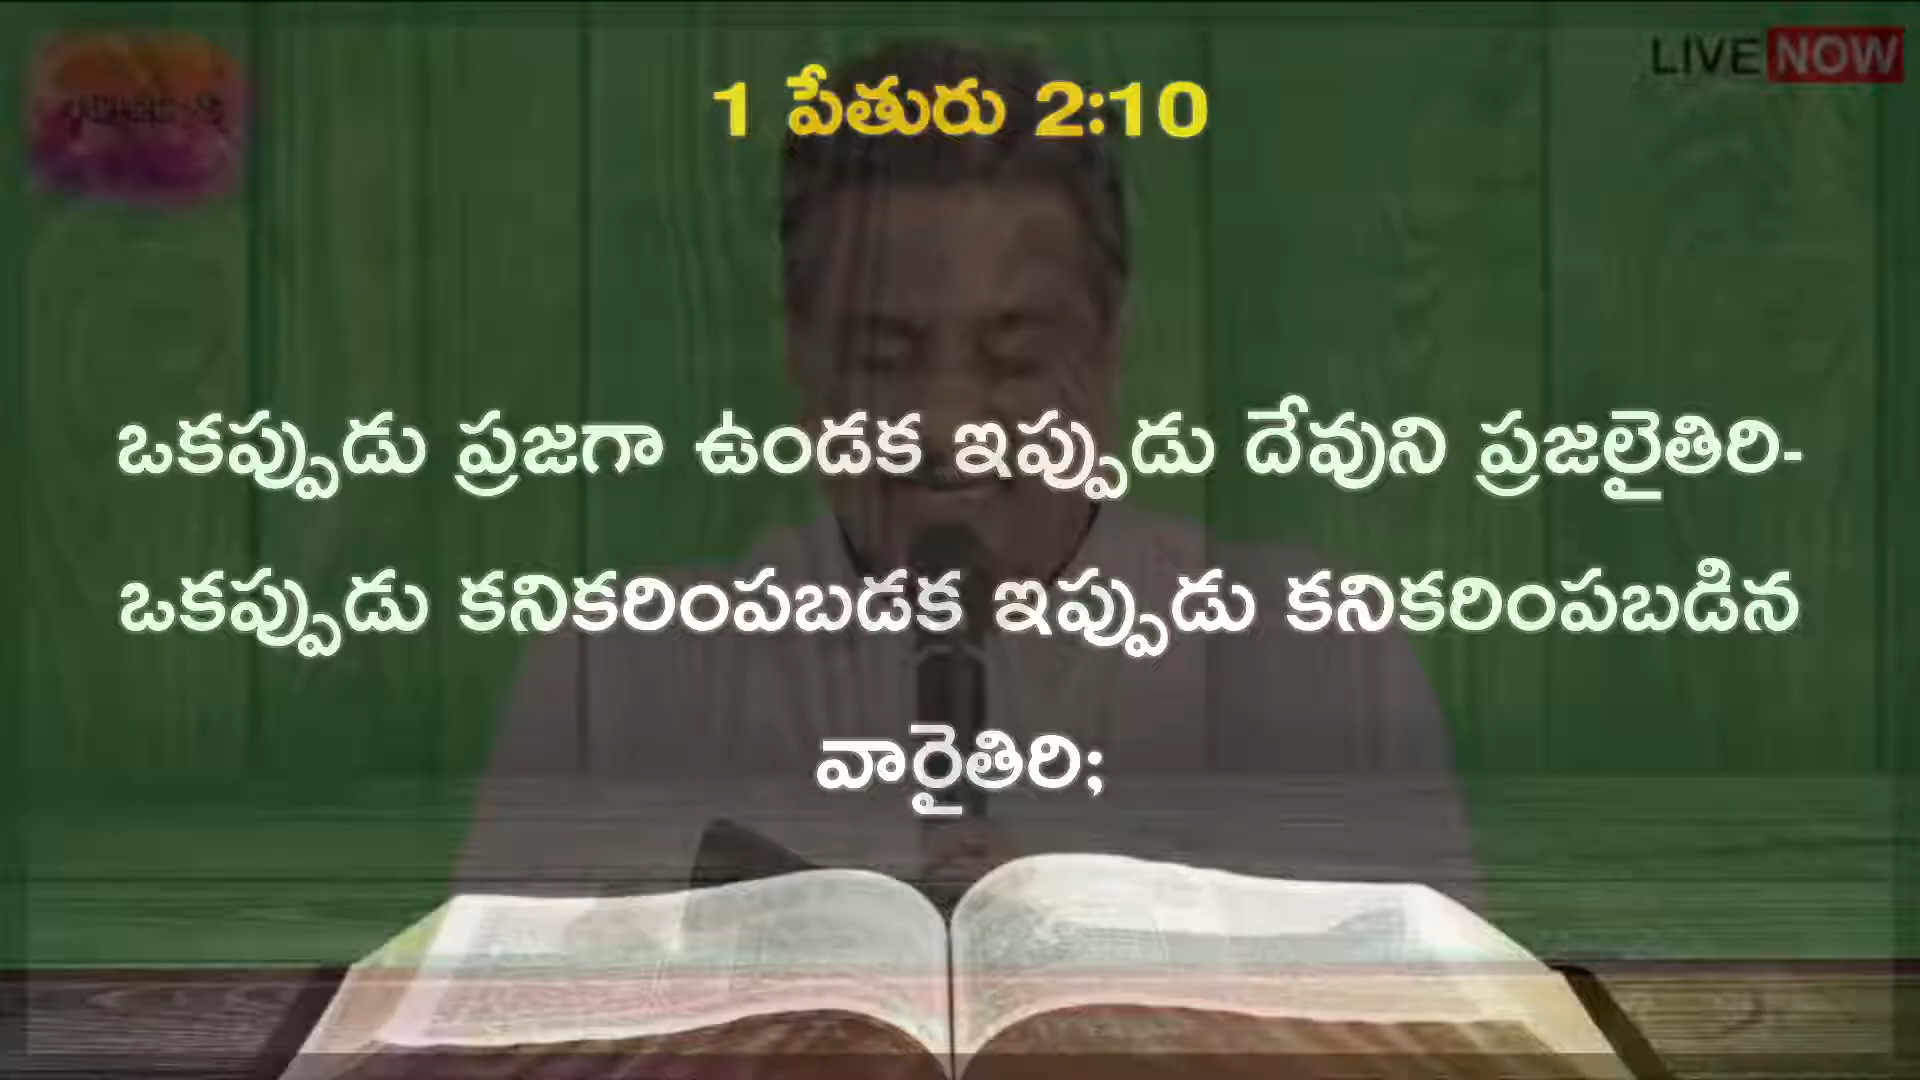 LIVE NOW
1 పేతురు 2:10
ఒకప్పుడు ప్రజగా ఉండక ఇప్పుడు దేవుని ప్రజలైతిరి-
ఒకప్పుడు కనికరింపబడక ఇప్పుడు కనికరింపబడిన
వారైతిరి;